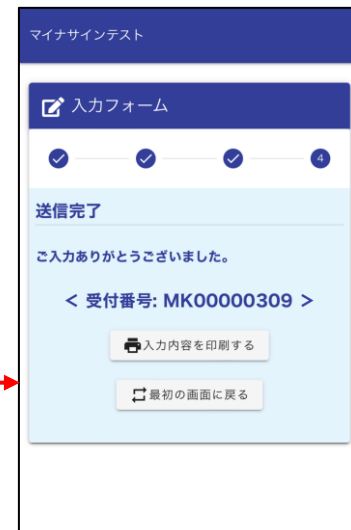 マイナサインテスト
入力フォーム
4
送信完了
ご入力ありがとうございました。
< 受付番号: MK00000309 >
入力内容を印刷する
最初の画面に戻る